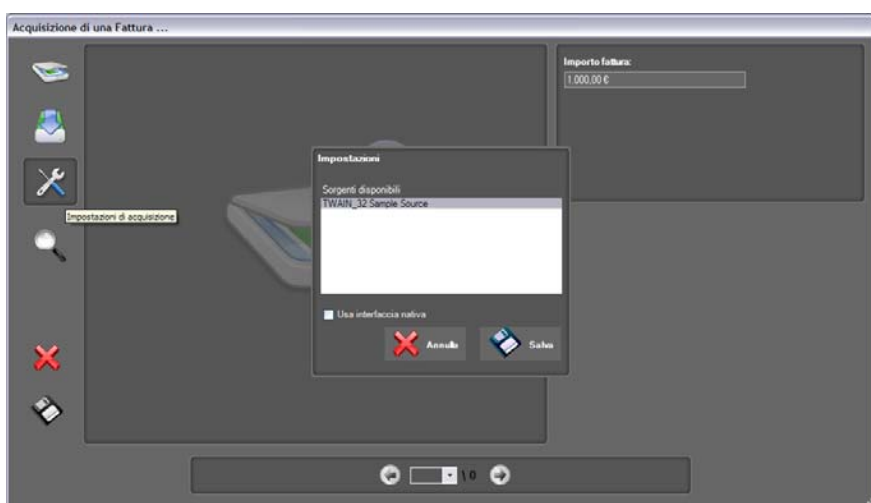 Acquisizione di una Fattura ...
Importo fattura:
1.000,00 €
Impostazioni
Sorgenti disponibili
TWAIN_32 Sample Source
Impostazioni di acquisizione
Usa interfaccia nativa
Annulla
Salva
\ 0